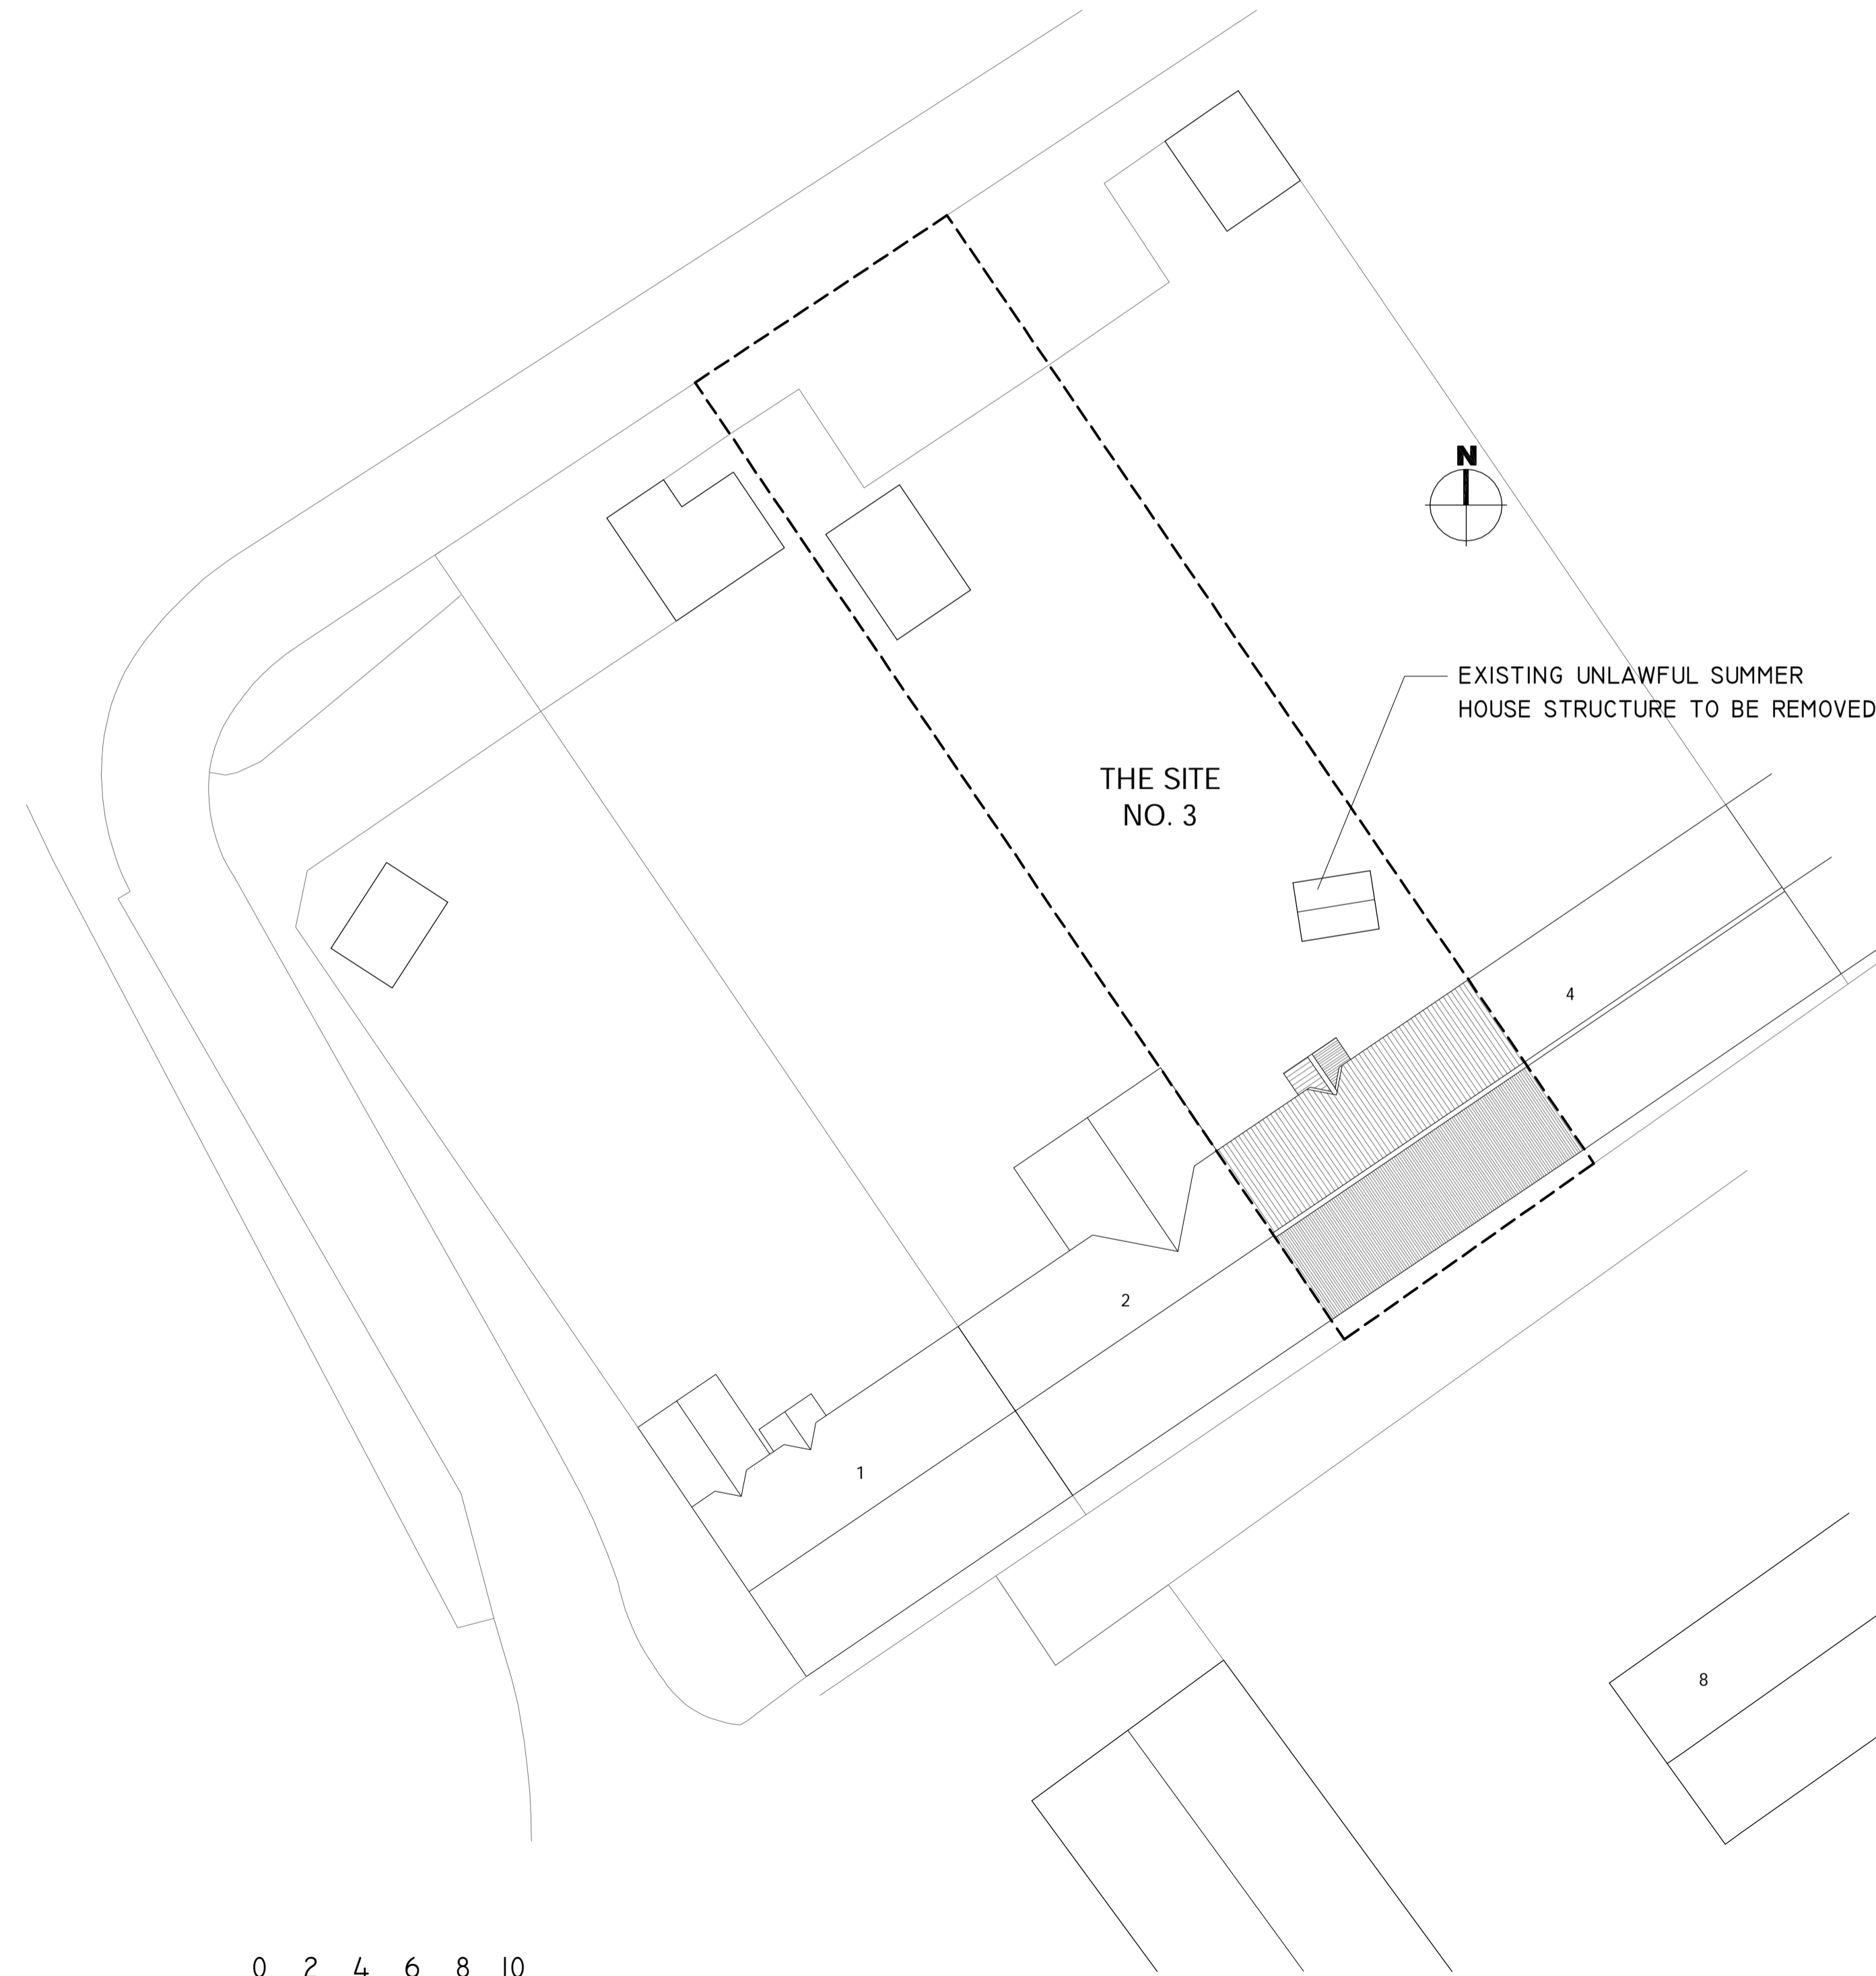 N
EXISTING UNLAWFUL SUMMER
HOUSE STRUCTURE TO BE REMOVED
THE SITE
NO. 3
4
2
1
8
0 2 4 6 8 10